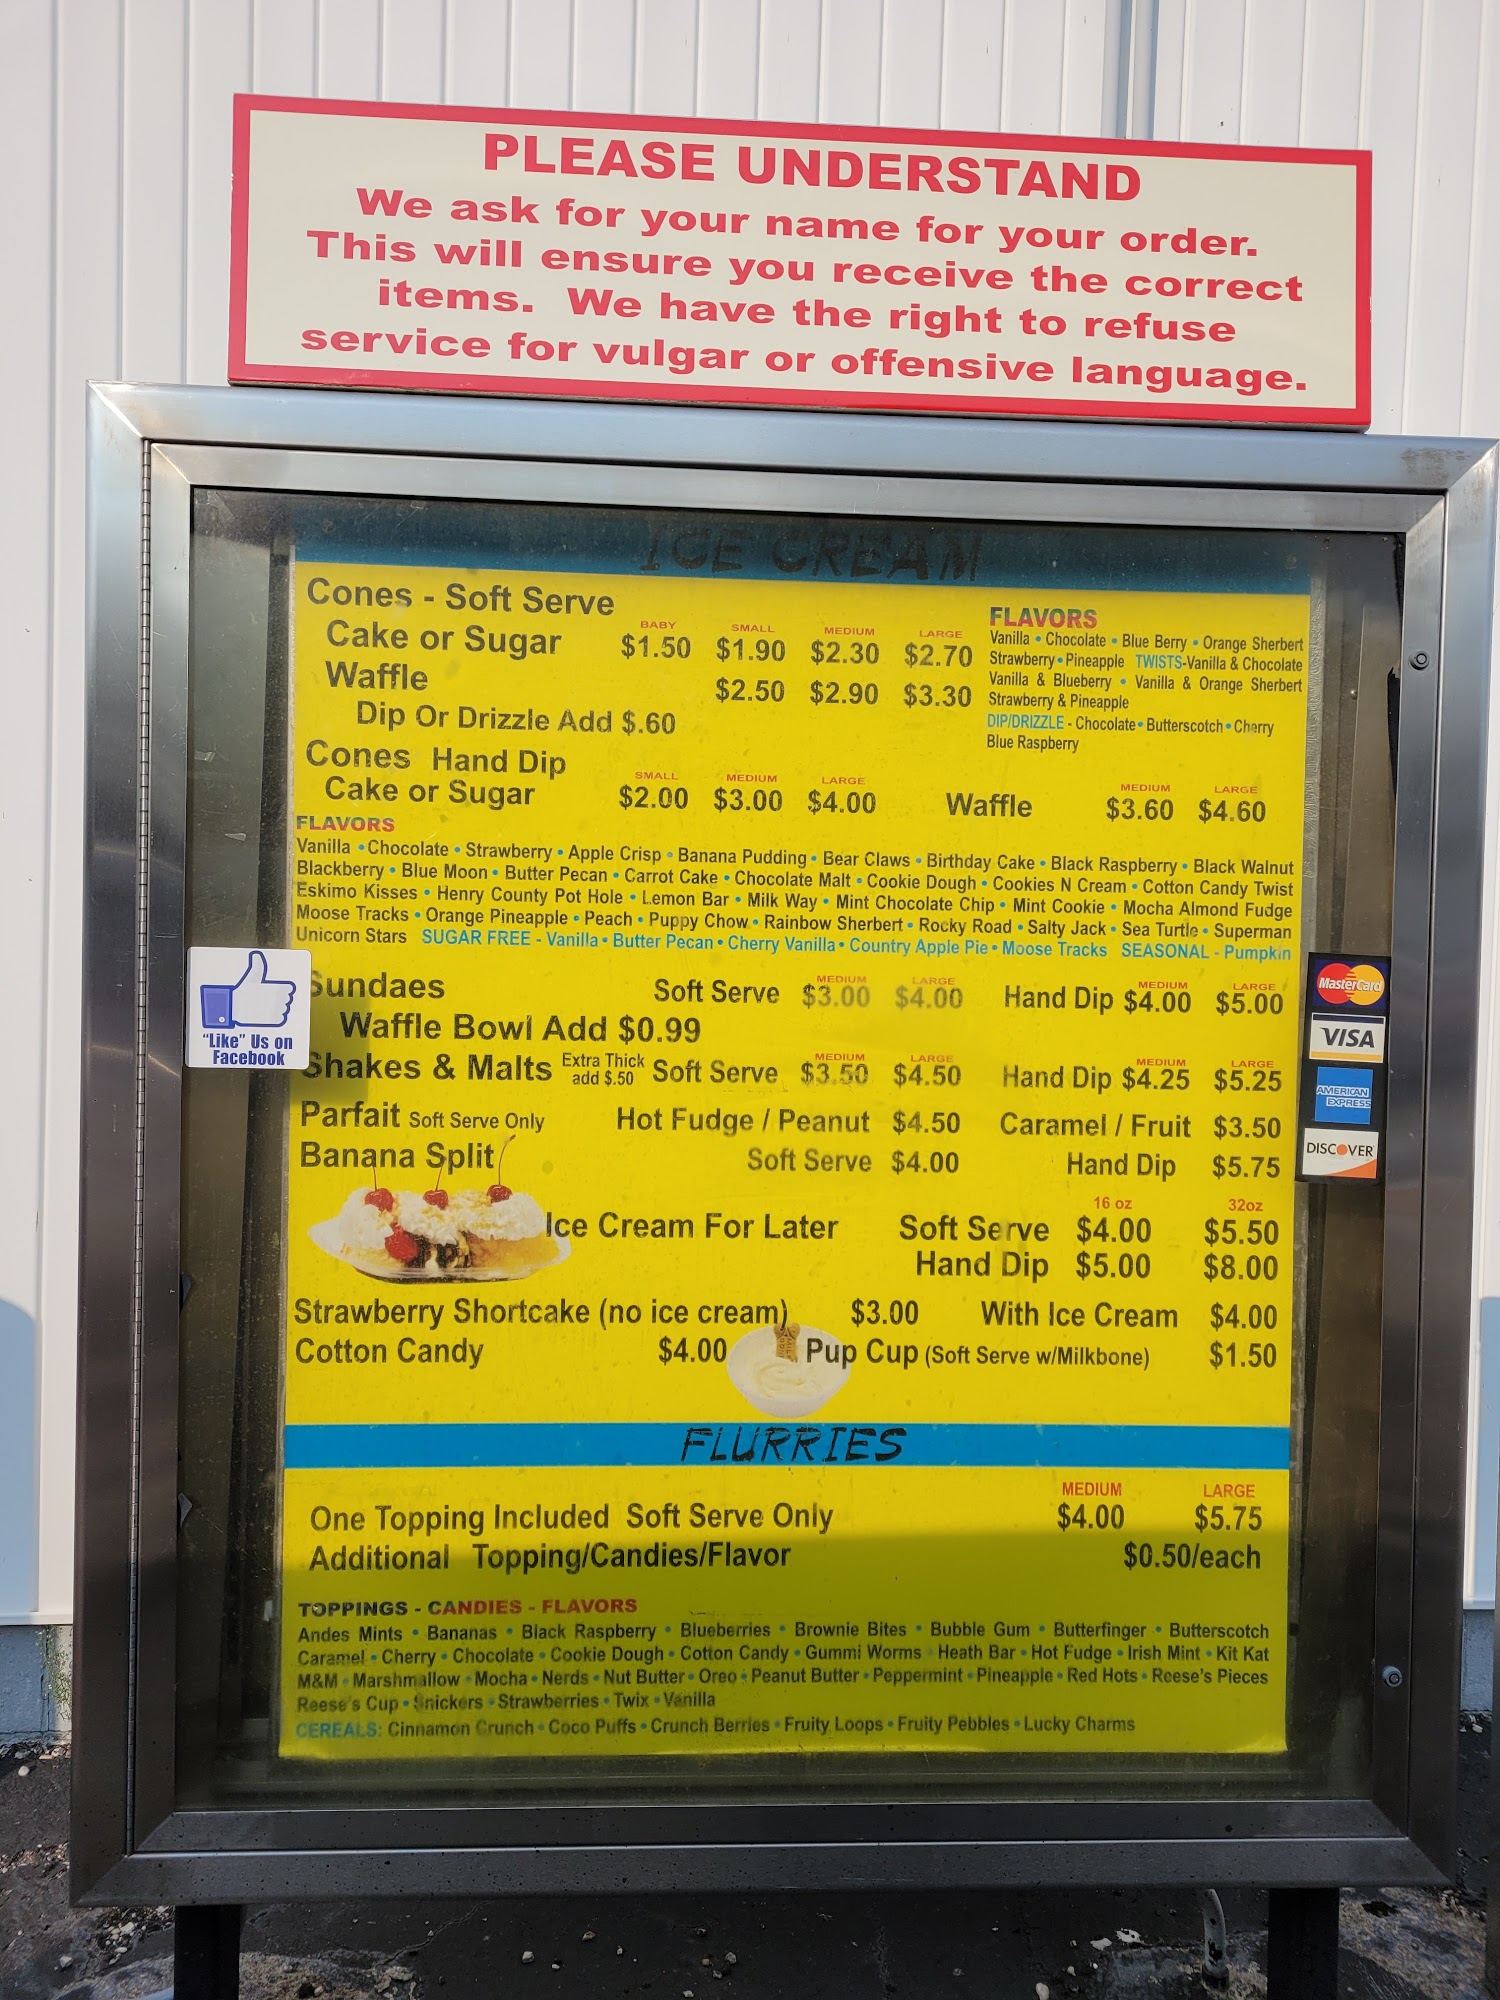 PLEASE UNDERSTAND
We ask for your name for your order.
This will ensure you receive the correct
items. We have the right to refuse
service for vulgar or offensive language.
ICE CREAM
Cones - Soft Serve
BABY SMALL MEDIUM LARGE
Cake or Sugar $1.50 $1.90 $2.30 $2.70
Waffle $2.50 $2.90 $3.30
Dip Or Drizzle Add $.60
FLAVORS
Vanilla • Chocolate • Blue Berry • Orange Sherbert
Strawberry • Pineapple TWISTS-Vanilla & Chocolate
Vanilla & Blueberry • Vanilla & Orange Sherbert
Strawberry & Pineapple
DIP/DRIZZLE - Chocolate • Butterscotch • Cherry
Blue Raspberry
Cones Hand Dip
SMALL MEDIUM LARGE MEDIUM LARGE
Cake or Sugar $2.00 $3.00 $4.00 Waffle $3.60 $4.60
FLAVORS
Vanilla • Chocolate • Strawberry • Apple Crisp • Banana Pudding • Bear Claws • Birthday Cake • Black Raspberry • Black Walnut
Blackberry • Blue Moon • Butter Pecan • Carrot Cake • Chocolate Malt • Cookie Dough • Cookies N Cream • Cotton Candy Twist
Eskimo Kisses • Henry County Pot Hole • Lemon Bar • Milk Way • Mint Chocolate Chip • Mint Cookie • Mocha Almond Fudge
Moose Tracks • Orange Pineapple • Peach • Puppy Chow • Rainbow Sherbert • Rocky Road • Salty Jack • Sea Turtle • Superman
Unicorn Stars SUGAR FREE - Vanilla • Butter Pecan • Cherry Vanilla • Country Apple Pie • Moose Tracks SEASONAL - Pumpkin
MEDIUM LARGE MEDIUM LARGE
Sundaes Soft Serve $3.00 $4.00 Hand Dip $4.00 $5.00
Waffle Bowl Add $0.99
MEDIUM LARGE MEDIUM LARGE
Shakes & Malts Extra Thick add $.50 Soft Serve $3.50 $4.50 Hand Dip $4.25 $5.25
Parfait Soft Serve Only Hot Fudge / Peanut $4.50 Caramel / Fruit $3.50
Banana Split Soft Serve $4.00 Hand Dip $5.75
16 oz 32oz
Ice Cream For Later Soft Serve $4.00 $5.50
Hand Dip $5.00 $8.00
Strawberry Shortcake (no ice cream) $3.00 With Ice Cream $4.00
Cotton Candy $4.00 Pup Cup (Soft Serve w/Milkbone) $1.50
FLURRIES
MEDIUM LARGE
One Topping Included Soft Serve Only $4.00 $5.75
Additional Topping/Candies/Flavor $0.50/each
TOPPINGS - CANDIES - FLAVORS
Andes Mints • Bananas • Black Raspberry • Blueberries • Brownie Bites • Bubble Gum • Butterfinger • Butterscotch
Caramel • Cherry • Chocolate • Cookie Dough • Cotton Candy • Gummi Worms • Heath Bar • Hot Fudge • Irish Mint • Kit Kat
M&M • Marshmallow • Mocha • Nerds • Nut Butter • Oreo • Peanut Butter • Peppermint • Pineapple • Red Hots • Reese's Pieces
Reese's Cup • Snickers • Strawberries • Twix • Vanilla
CEREALS: Cinnamon Crunch • Coco Puffs • Crunch Berries • Fruity Loops • Fruity Pebbles • Lucky Charms
"Like" Us on
Facebook
MasterCard
VISA
AMERICAN
EXPRESS
DISCOVER